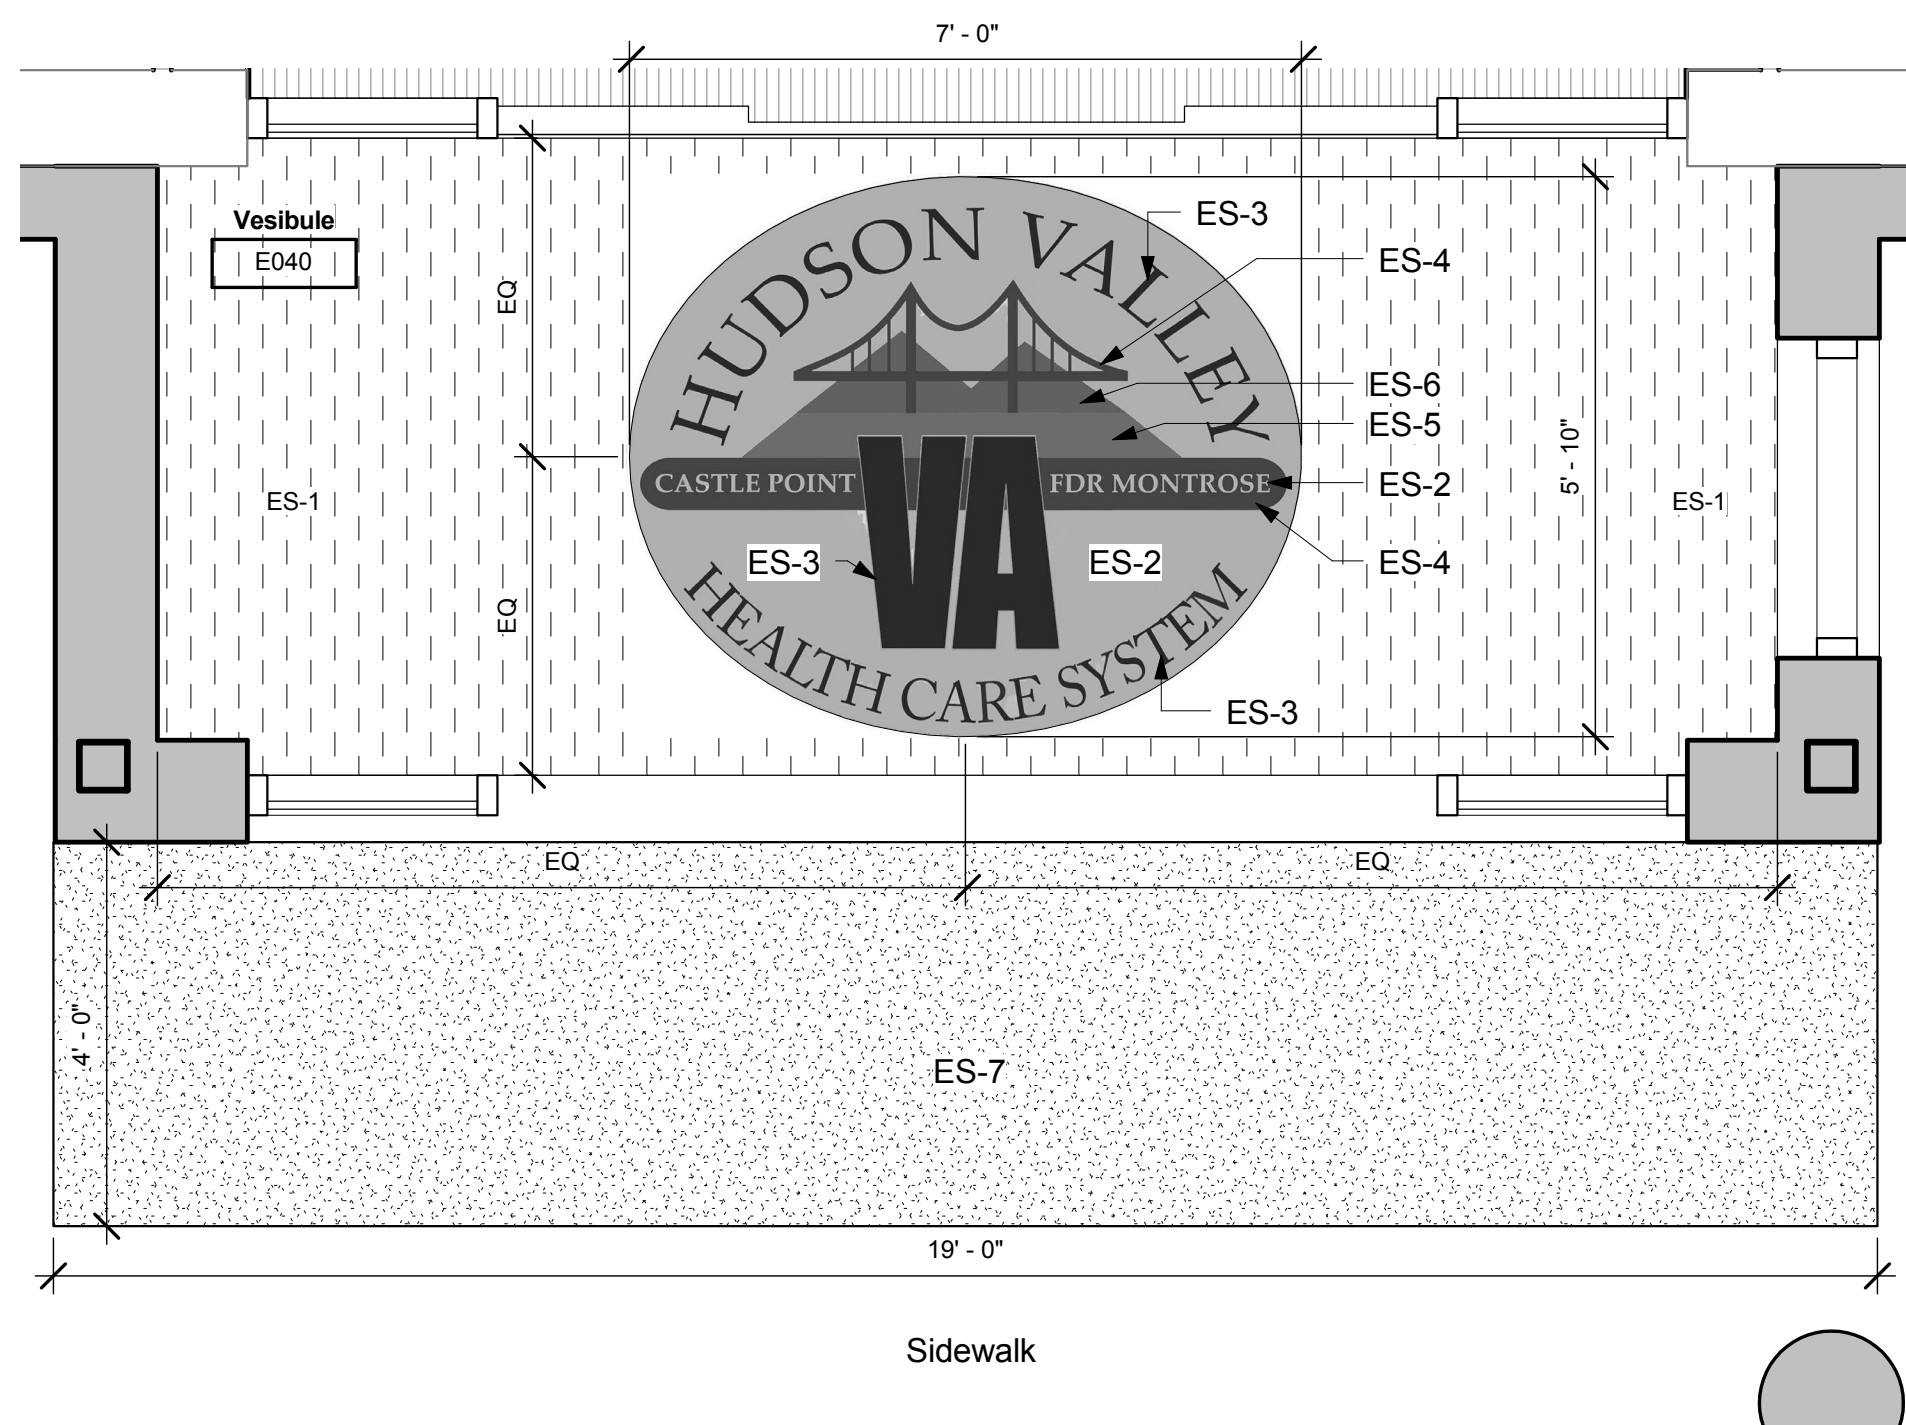 7' - 0"
Vesibule
E040
EQ
EQ
ES-1
HUDSON VALLEY
CASTLE POINT
VA
FDR MONTROSE
HEALTH CARE SYSTEM
ES-3
ES-4
ES-6
ES-5
ES-2
ES-4
ES-3
ES-2
ES-3
5' - 10"
ES-1
EQ
EQ
4' - 0"
ES-7
19' - 0"
Sidewalk